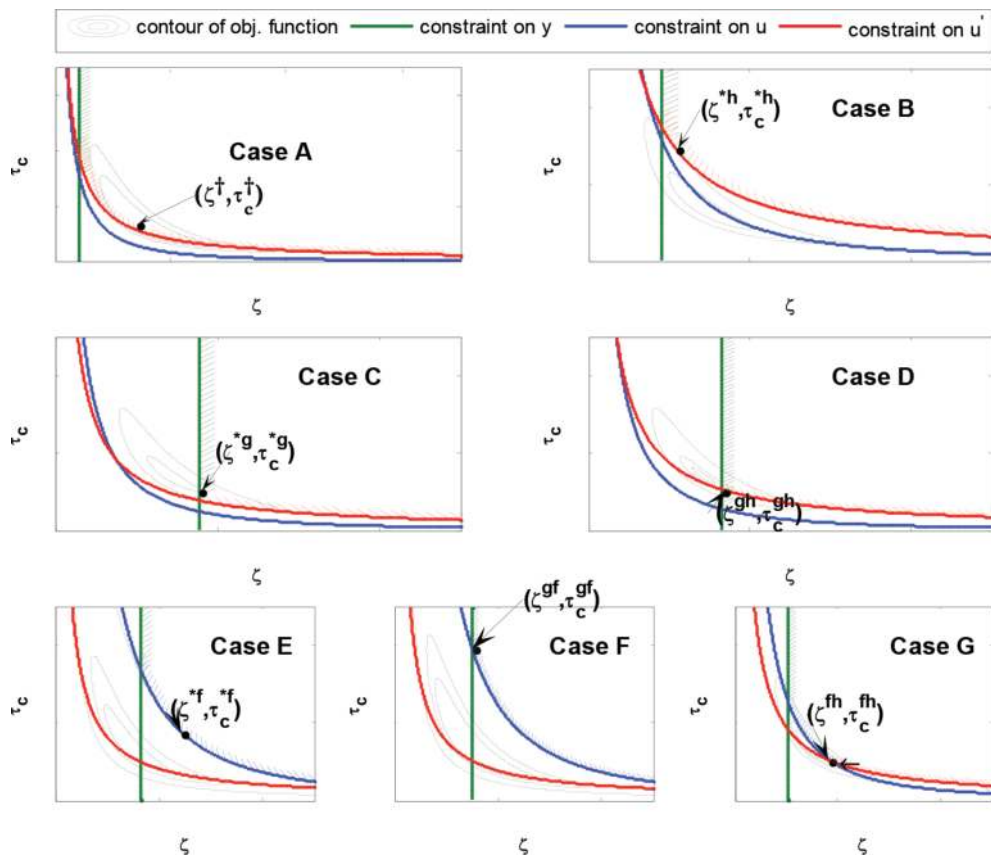 contour of obj. function constraint on y constraint on u constraint on u'
Case A
(ζ†,τc†)
τc
ζ
Case B
(ζ*h,τc*h)
τc
ζ
Case C
(ζ*g,τc*g)
τc
ζ
Case D
(ζgh,τcgh)
τc
ζ
Case E
(ζ*f,τc*f)
τc
ζ
Case F
(ζgf,τcgf)
τc
ζ
Case G
(ζfh,τcfh)
τc
ζ